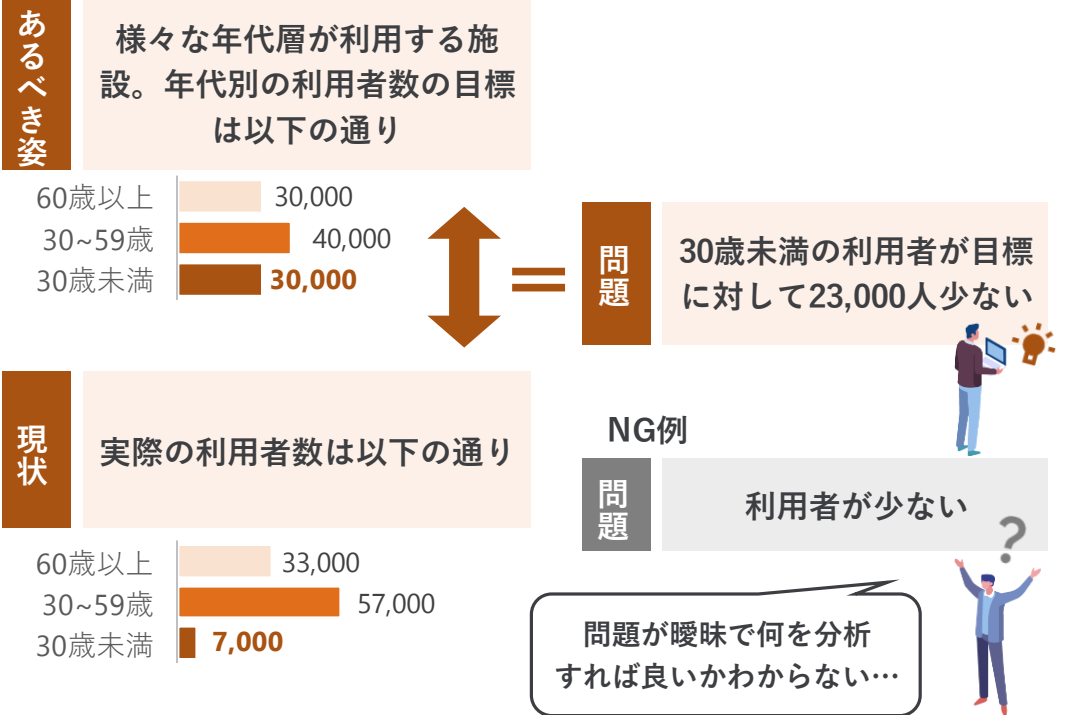 あるべき姿
様々な年代層が利用する施
設。年代別の利用者数の目標
は以下の通り
60歳以上 30,000
30~59歳 40,000
30歳未満 30,000
現状
実際の利用者数は以下の通り
60歳以上 33,000
30~59歳 57,000
30歳未満 7,000
問題
30歳未満の利用者が目標
に対して23,000人少ない
NG例
問題
利用者が少ない
?
問題が曖昧で何を分析
すれば良いかわからない…